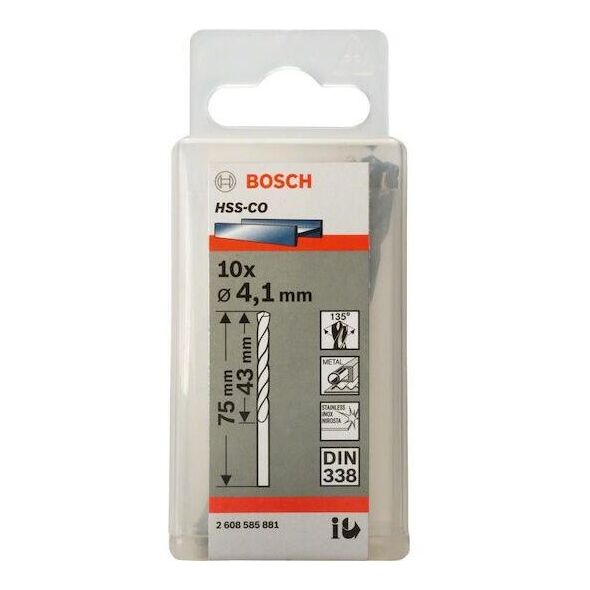 BOSCH
HSS-CO
10x
Ø 4,1 mm
75 mm
43 mm
135°
METAL
STAINLESS
INOX
NIROSTA
DIN
338
2 608 585 881